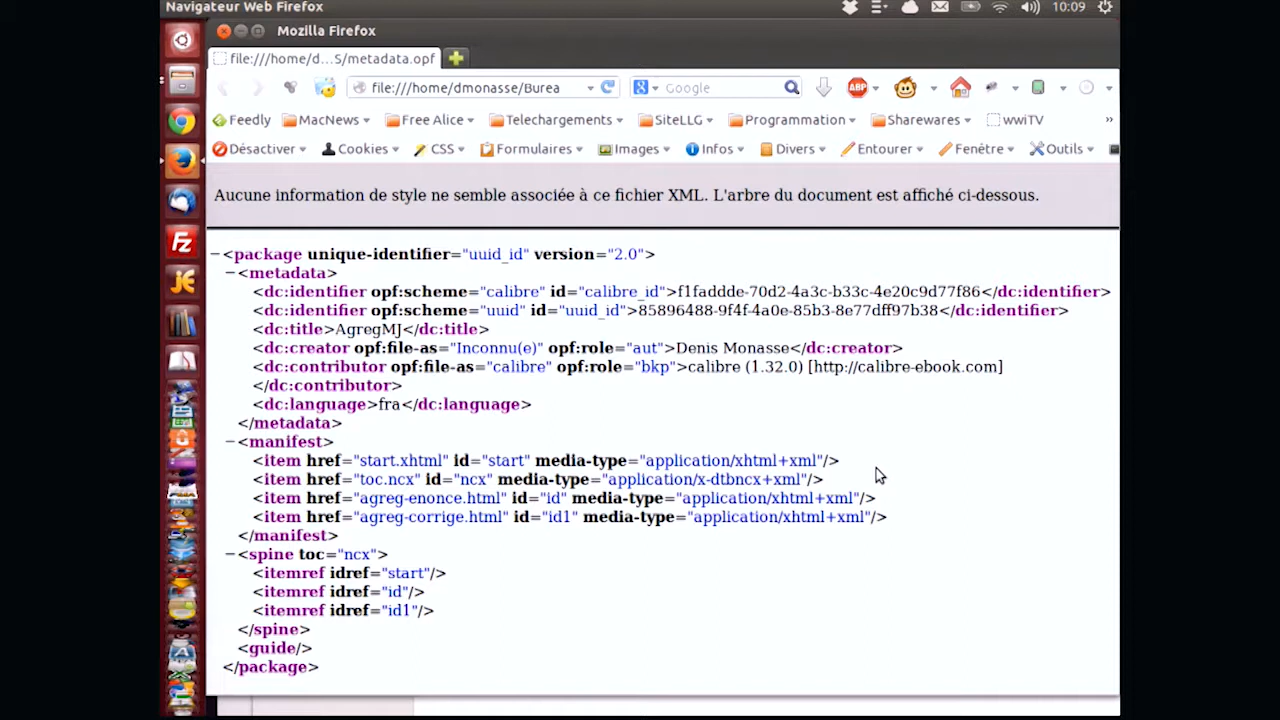 Navigateur Web Firefox
10:09
Mozilla Firefox
file:///home/d...S/metadata.opf
file:///home/dmonasse/Burea
Google
ABP
Feedly MacNews Free Alice Telechargements SiteLLG Programmation Sharewares wwiTV »
Désactiver Cookies CSS Formulaires Images Infos Divers Entourer Fenêtre Outils
Aucune information de style ne semble associée à ce fichier XML. L'arbre du document est affiché ci-dessous.
−<package unique-identifier="uuid_id" version="2.0">
−<metadata>
<dc:identifier opf:scheme="calibre" id="calibre_id">f1faddde-70d2-4a3c-b33c-4e20c9d77f86</dc:identifier>
<dc:identifier opf:scheme="uuid" id="uuid_id">85896488-9f4f-4a0e-85b3-8e77dff97b38</dc:identifier>
<dc:title>AgregMJ</dc:title>
<dc:creator opf:file-as="Inconnu(e)" opf:role="aut">Denis Monasse</dc:creator>
<dc:contributor opf:file-as="calibre" opf:role="bkp">calibre (1.32.0) [http://calibre-ebook.com]
</dc:contributor>
<dc:language>fra</dc:language>
</metadata>
−<manifest>
<item href="start.xhtml" id="start" media-type="application/xhtml+xml"/>
<item href="toc.ncx" id="ncx" media-type="application/x-dtbncx+xml"/>
<item href="agreg-enonce.html" id="id" media-type="application/xhtml+xml"/>
<item href="agreg-corrige.html" id="id1" media-type="application/xhtml+xml"/>
</manifest>
−<spine toc="ncx">
<itemref idref="start"/>
<itemref idref="id"/>
<itemref idref="id1"/>
</spine>
<guide/>
</package>
Fz
jE